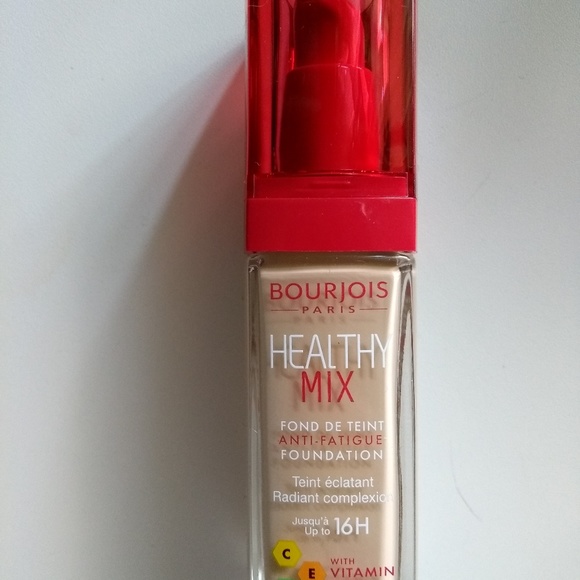 BOURJOIS
PARIS
HEALTHY
MIX
FOND DE TEINT
ANTI-FATIGUE
FOUNDATION
Teint éclatant
Radiant complexion
Jusqu'à
Up to 16H
C
E
WITH
VITAMIN